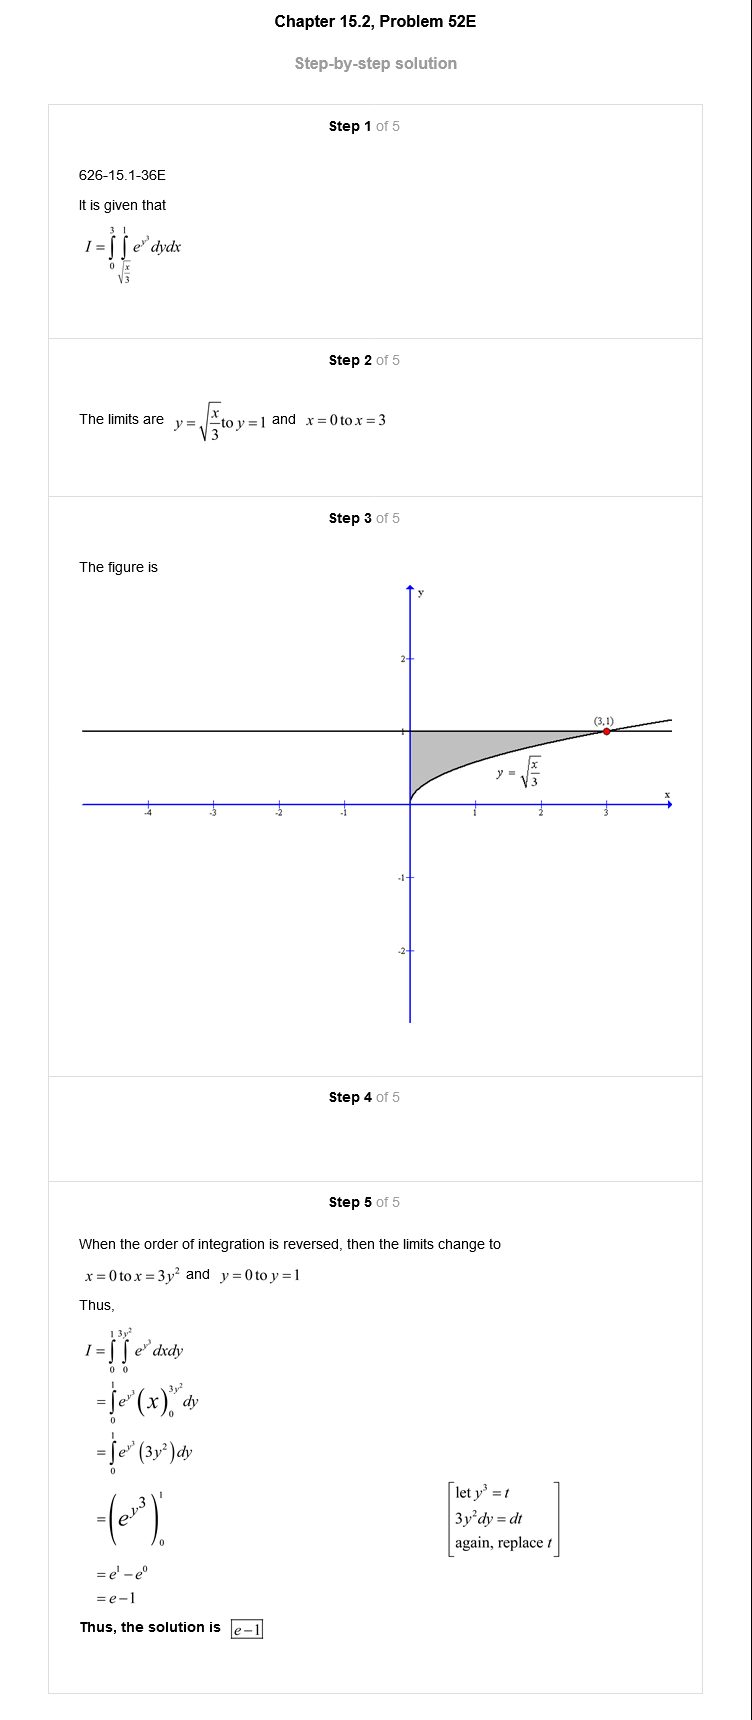 Chapter 15.2, Problem 52E
Step-by-step solution
Step 1 of 5
626-15.1-36E
It is given that
I = ∫₀³ ∫_{√(x/3)}^1 e^{y³} dydx
Step 2 of 5
The limits are y = √(x/3) to y = 1 and x = 0 to x = 3
Step 3 of 5
The figure is
y
2
(3,1)
1
y = √(x/3)
x
-4 -3 -2 -1 1 2 3
-1
-2
Step 4 of 5
Step 5 of 5
When the order of integration is reversed, then the limits change to
x = 0 to x = 3y² and y = 0 to y = 1
Thus,
I = ∫₀¹ ∫₀^{3y²} e^{y³} dxdy
= ∫₀¹ e^{y³} (x)₀^{3y²} dy
= ∫₀¹ e^{y³} (3y²) dy
= (e^{y³})₀¹ [let y³ = t
3y²dy = dt
again, replace t]
= e¹ − e⁰
= e − 1
Thus, the solution is e − 1